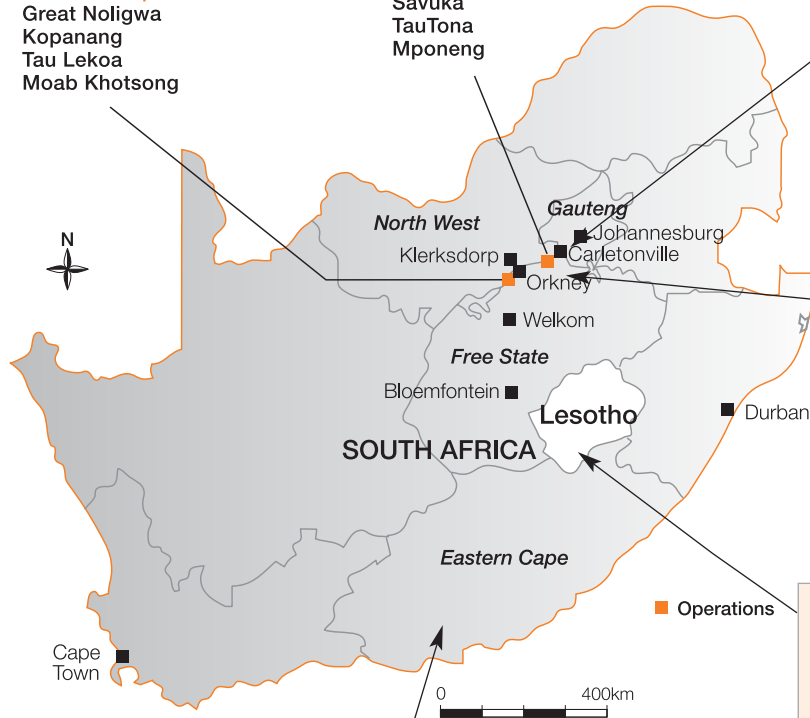 Great Noligwa
Kopanang
Tau Lekoa
Moab Khotsong
Savuka
TauTona
Mponeng
N
North West
Gauteng
Johannesburg
Klerksdorp
Carletonville
Orkney
Welkom
Free State
Bloemfontein
Lesotho
Durban
SOUTH AFRICA
Eastern Cape
Operations
Cape
Town
0 400km